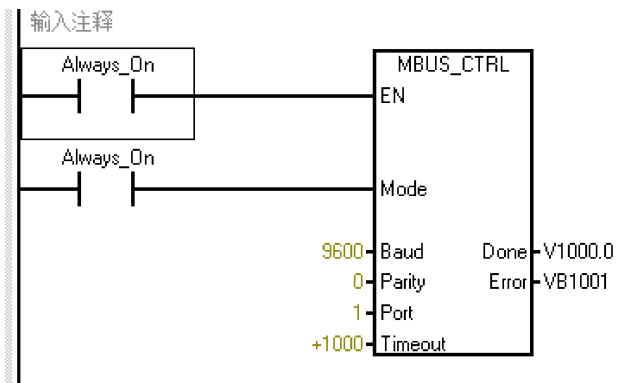 输入注释
Always_On
MBUS_CTRL
EN
Always_On
Mode
9600 Baud Done V1000.0
0 Parity Error VB1001
1 Port
+1000 Timeout